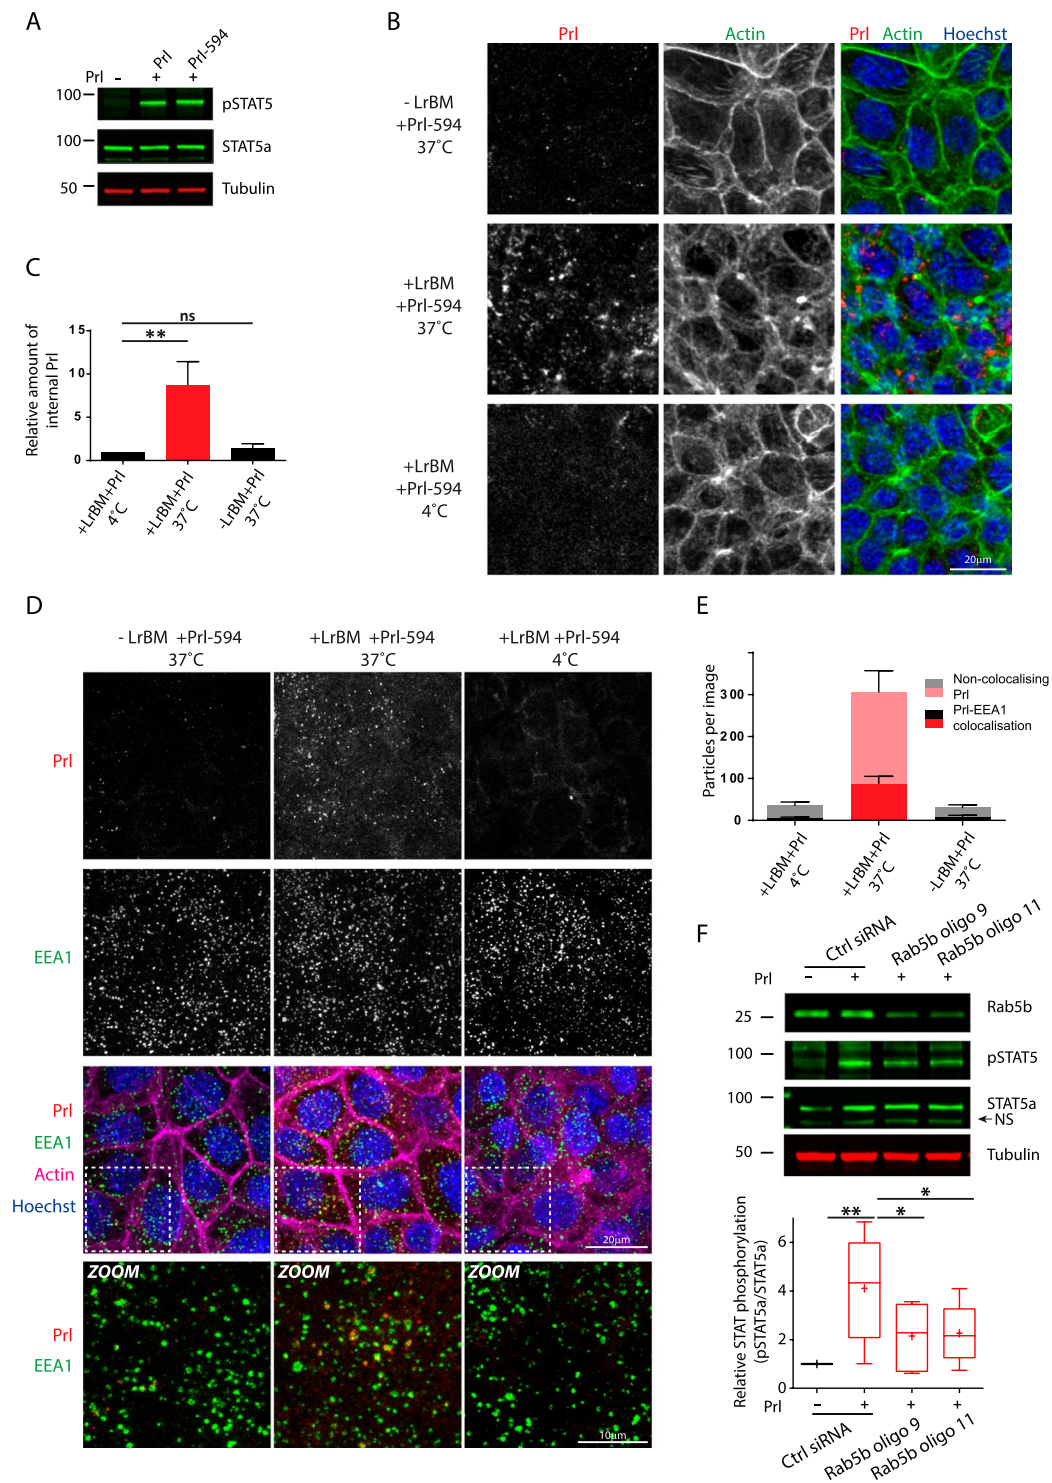 A
Prl
Prl-594
Prl - + +
100
pSTAT5
100
STAT5a
50
Tubulin
B
Prl
Actin
Prl Actin Hoechst
- LrBM
+Prl-594
37˚C
+LrBM
+Prl-594
37˚C
+LrBM
+Prl-594
4˚C
20µm
C
Relative amount of
internal Prl
15
10
5
0
ns
**
+LrBM+Prl
4˚C
+LrBM+Prl
37˚C
-LrBM+Prl
37˚C
D
- LrBM +Prl-594
37˚C
+LrBM +Prl-594
37˚C
+LrBM +Prl-594
4˚C
Prl
EEA1
Prl
EEA1
Actin
Hoechst
20µm
ZOOM
ZOOM
ZOOM
Prl
EEA1
10µm
E
Particles per image
300
200
100
0
Non-colocalising
Prl
Prl-EEA1
colocalisation
+LrBM+Prl
4˚C
+LrBM+Prl
37˚C
-LrBM+Prl
37˚C
F
Ctrl siRNA
Rab5b oligo 9
Rab5b oligo 11
Prl - + + +
25
Rab5b
100
pSTAT5
100
STAT5a
NS
50
Tubulin
Relative STAT phosphorylation
(pSTAT5a/STAT5a)
6
4
2
0
**
*
*
Prl - + + +
Ctrl siRNA
Rab5b oligo 9
Rab5b oligo 11